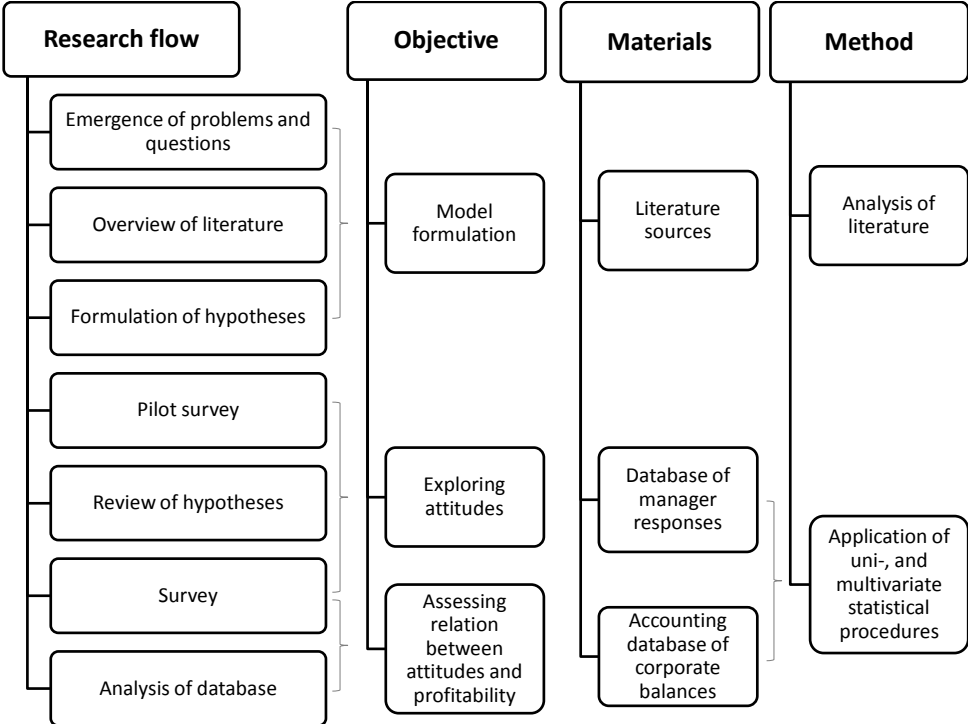 Research flow
Emergence of problems and
questions
Overview of literature
Formulation of hypotheses
Pilot survey
Review of hypotheses
Survey
Analysis of database
Objective
Model
formulation
Exploring
attitudes
Assessing
relation
between
attitudes and
profitability
Materials
Literature
sources
Database of
manager
responses
Accounting
database of
corporate
balances
Method
Analysis of
literature
Application of
uni-, and
multivariate
statistical
procedures